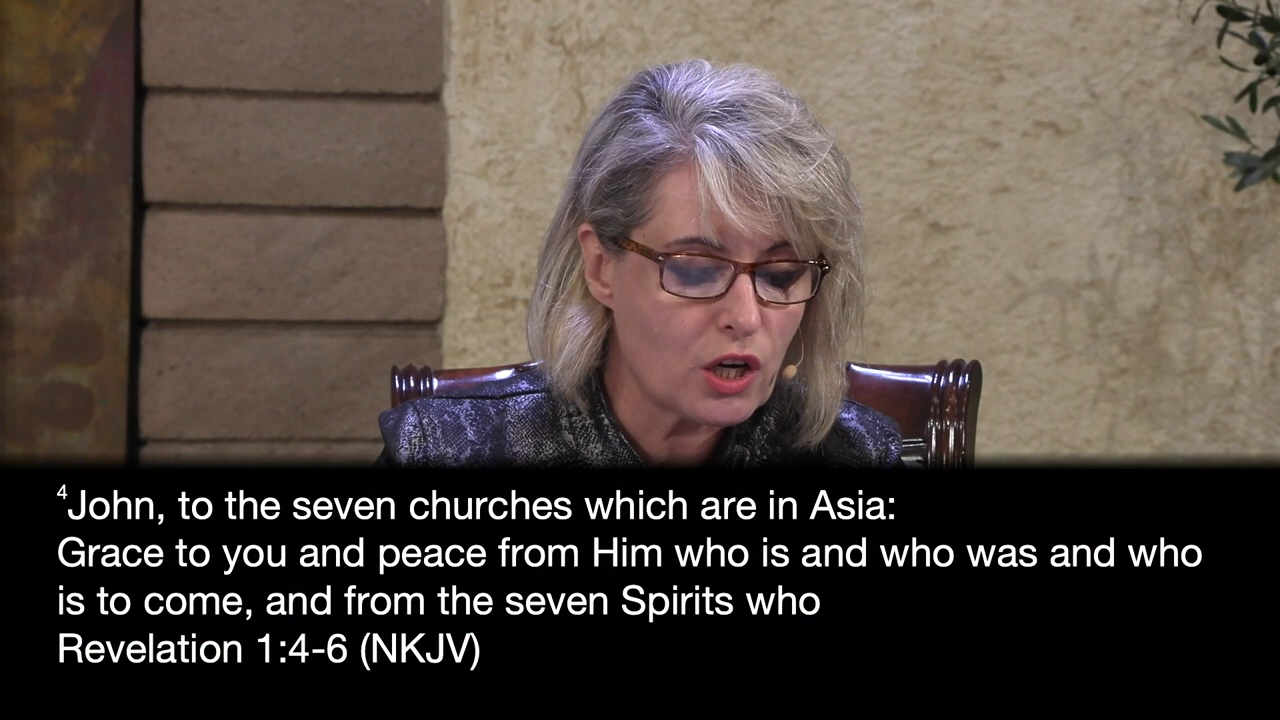 4John, to the seven churches which are in Asia:
Grace to you and peace from Him who is and who was and who
is to come, and from the seven Spirits who
Revelation 1:4-6 (NKJV)